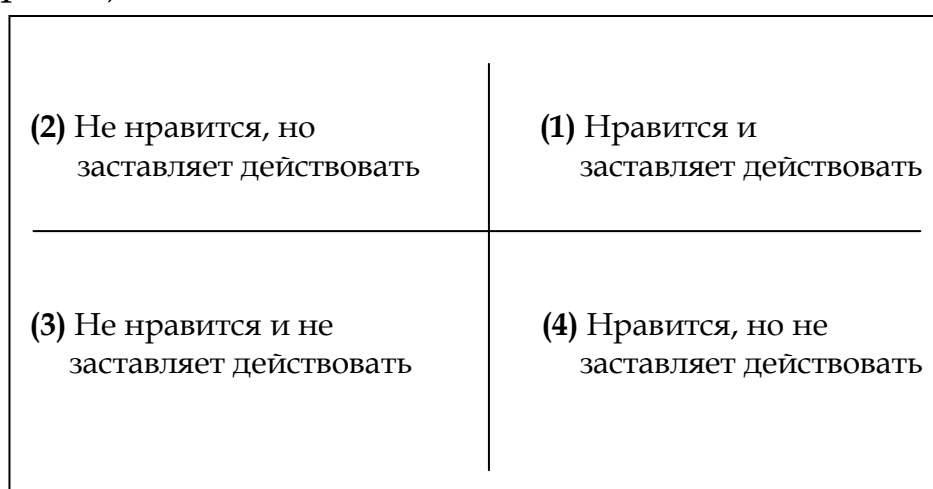 (2) Не нравится, но
заставляет действовать
(1) Нравится и
заставляет действовать
(3) Не нравится и не
заставляет действовать
(4) Нравится, но не
заставляет действовать